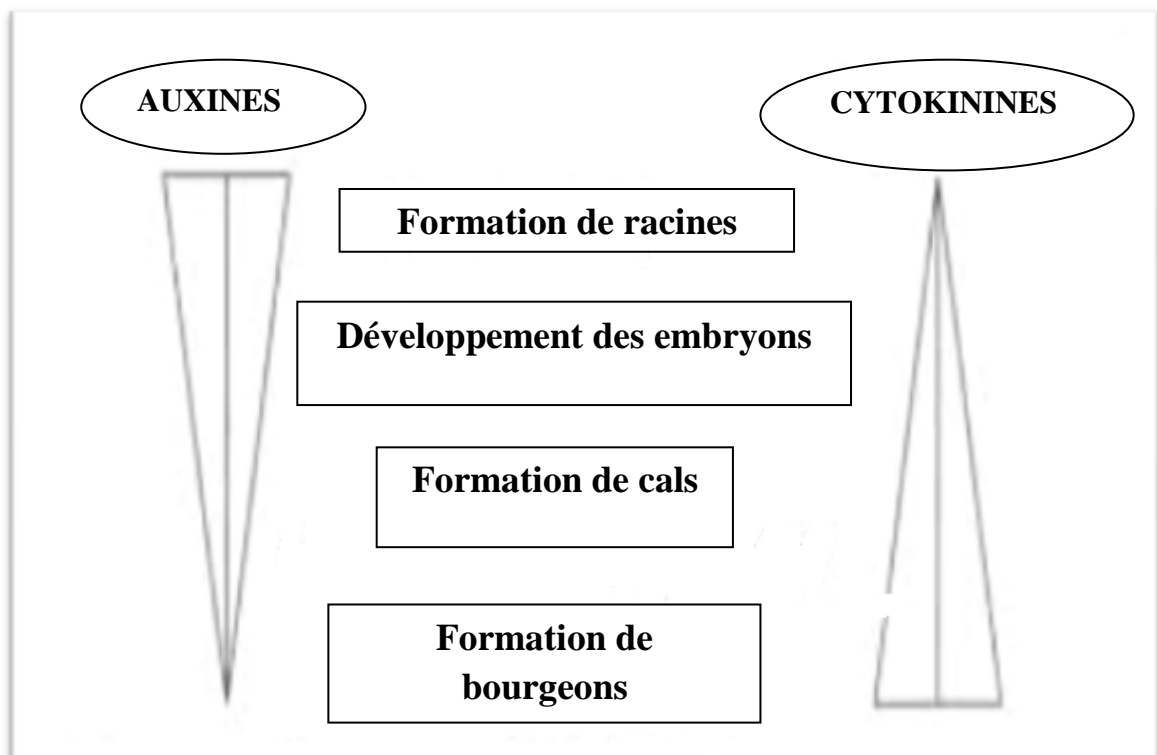 AUXINES
CYTOKININES
Formation de racines
Développement des embryons
Formation de cals
Formation de
bourgeons